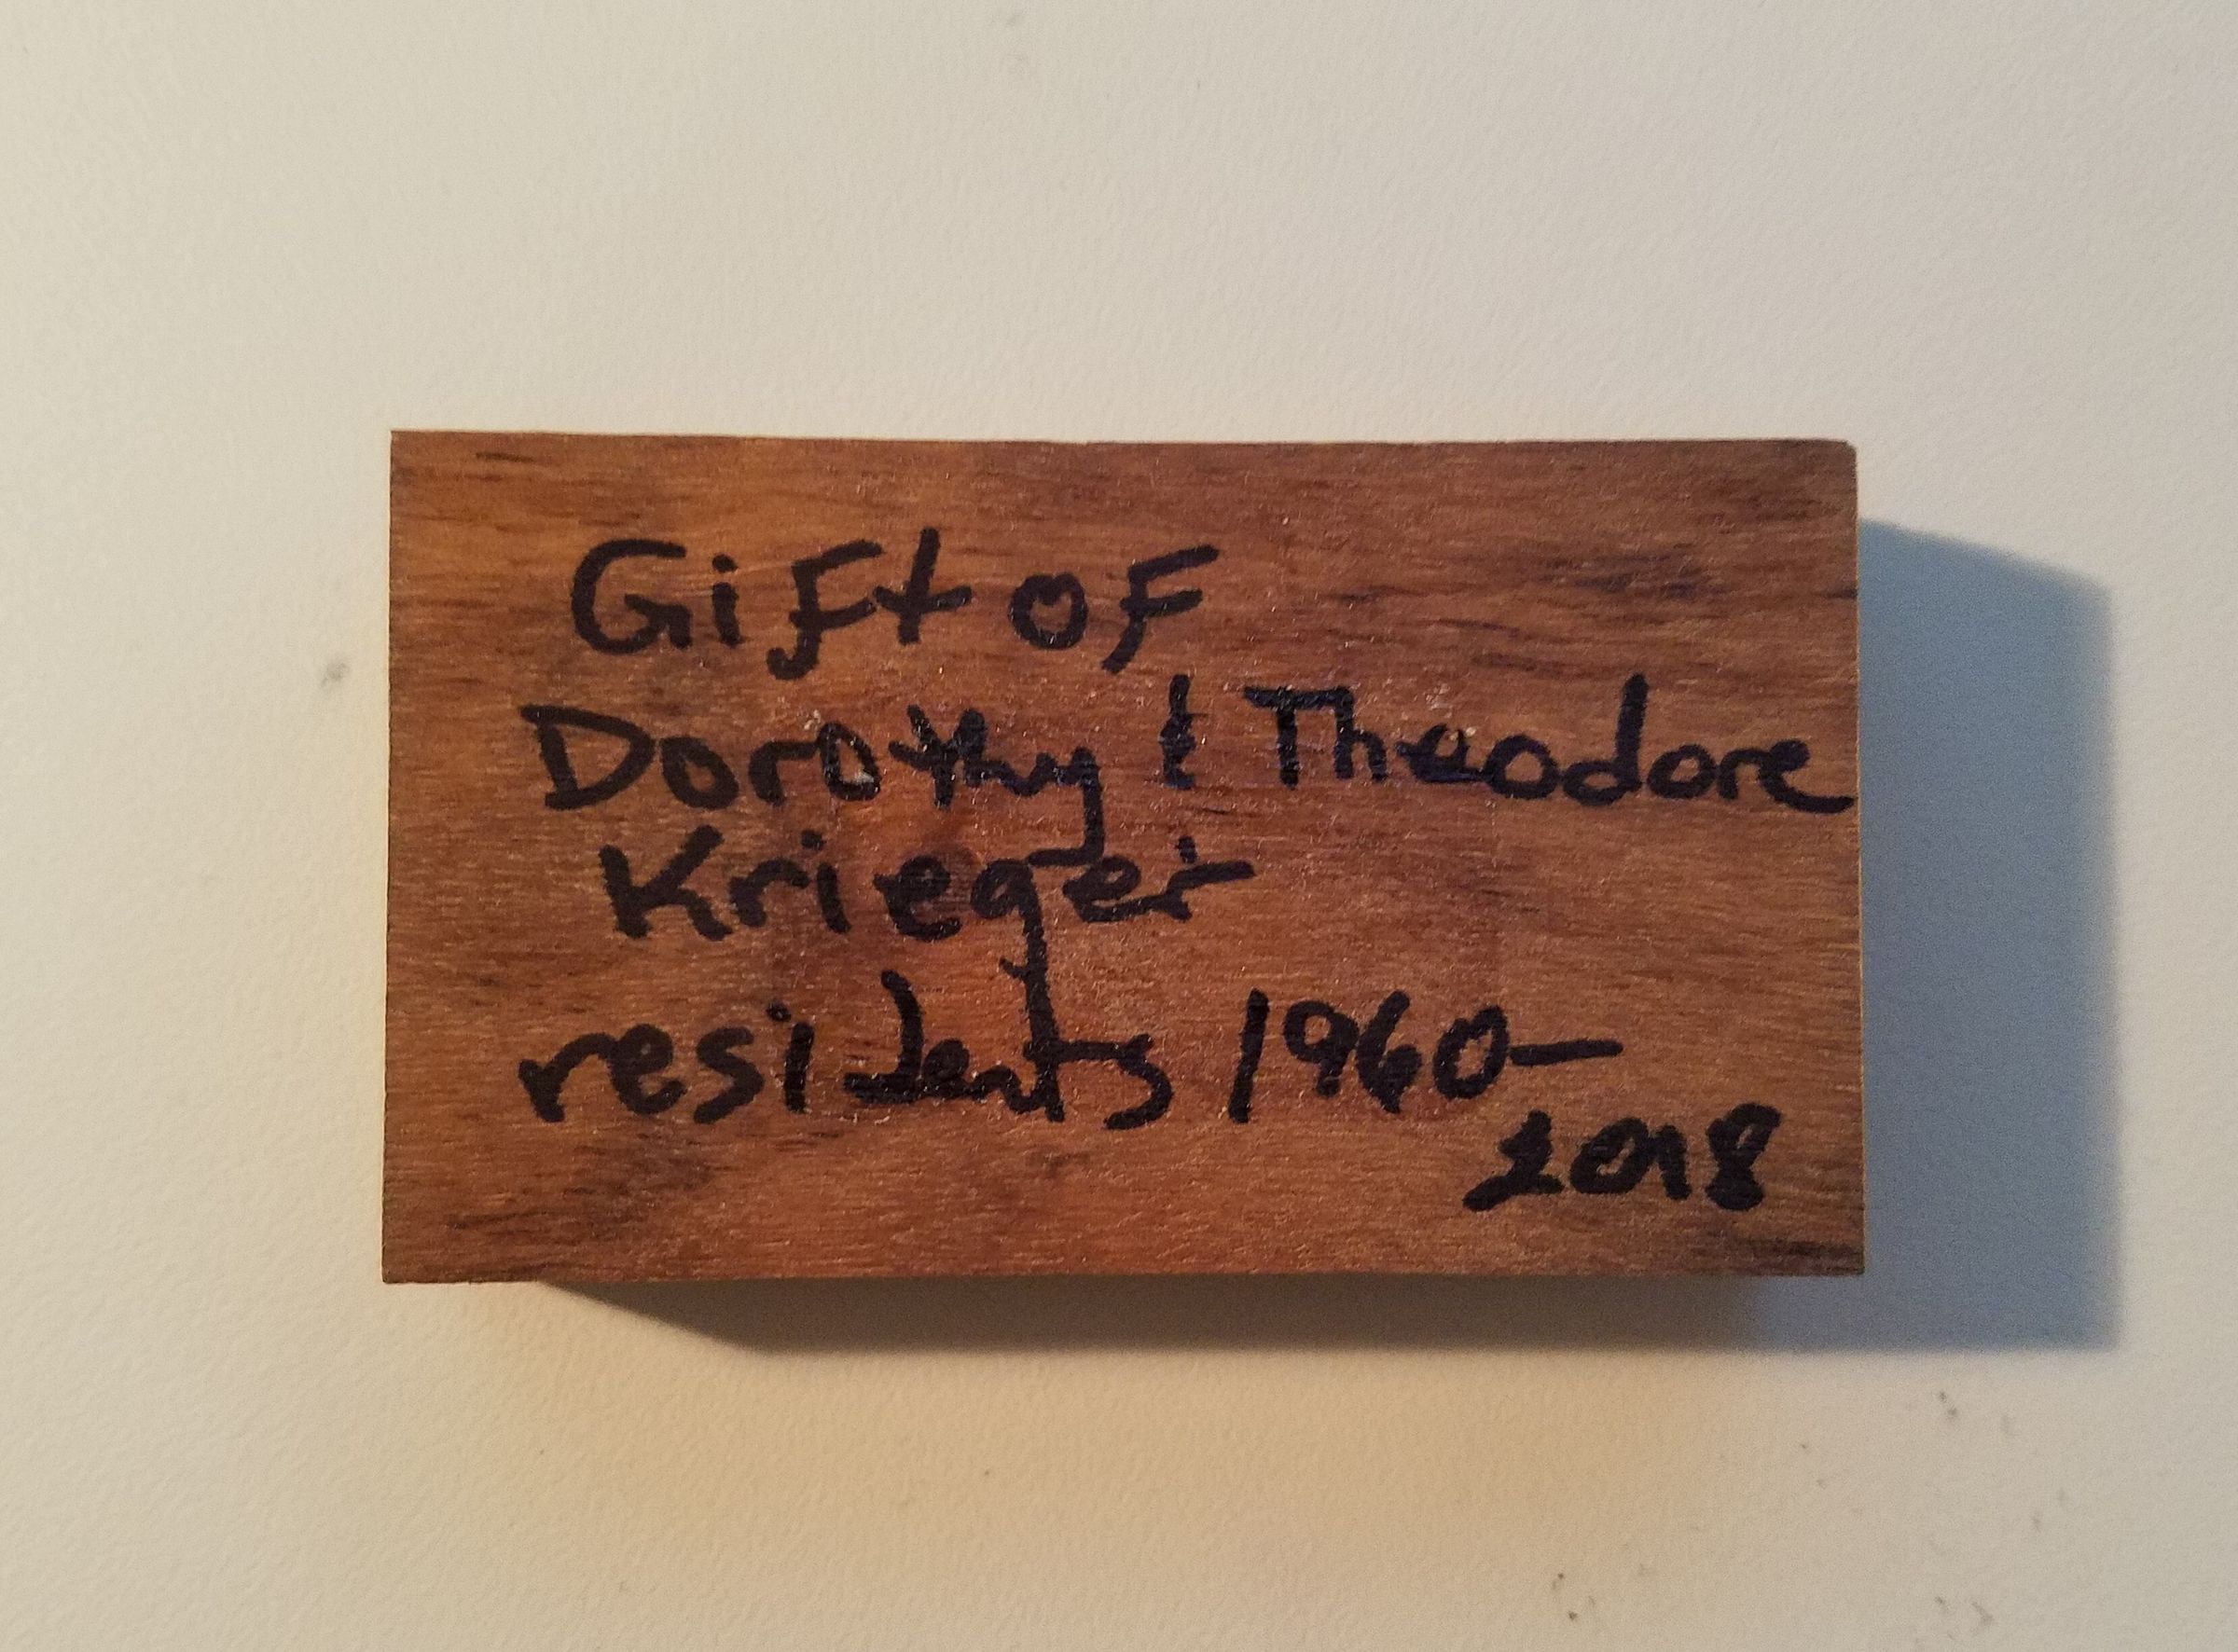 Gift of
Dorothy & Theodore
Krieger
residents 1960-
2018